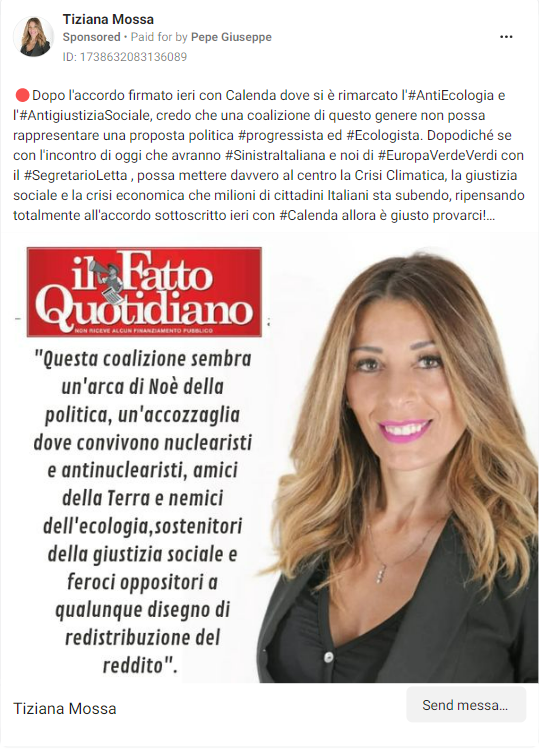 Tiziana Mossa
Sponsored • Paid for by Pepe Giuseppe
ID: 1738632083136089
🔴Dopo l'accordo firmato ieri con Calenda dove si è rimarcato l'#AntiEcologia e
l'#AntigiustiziaSociale, credo che una coalizione di questo genere non possa
rappresentare una proposta politica #progressista ed #Ecologista. Dopodiché se
con l'incontro di oggi che avranno #SinistraItaliana e noi di #EuropaVerdeVerdi con
il #SegretarioLetta , possa mettere davvero al centro la Crisi Climatica, la giustizia
sociale e la crisi economica che milioni di cittadini Italiani sta subendo, ripensando
totalmente all'accordo sottoscritto ieri con #Calenda allora è giusto provarci!...
il Fatto
Quotidiano
NON RICEVE ALCUN FINANZIAMENTO PUBBLICO
"Questa coalizione sembra
un'arca di Noè della
politica, un'accozzaglia
dove convivono nuclearisti
e antinuclearisti, amici
della Terra e nemici
dell'ecologia,sostenitori
della giustizia sociale e
feroci oppositori a
qualunque disegno di
redistribuzione del
reddito".
Tiziana Mossa
Send messa...